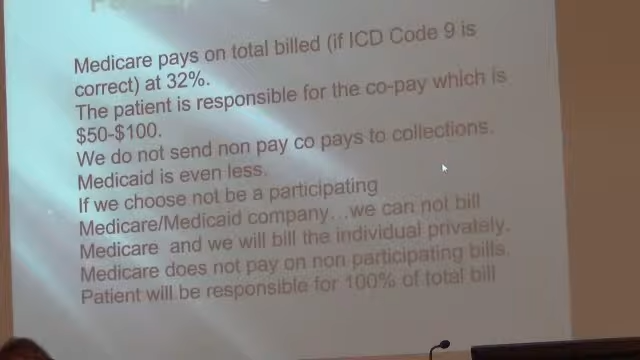 Medicare pays on total billed (if ICD Code 9 is
correct) at 32%.
The patient is responsible for the co-pay which is
$50-$100.
We do not send non pay co pays to collections.
Medicaid is even less.
If we choose not be a participating
Medicare/Medicaid company...we can not bill
Medicare and we will bill the individual privately.
Medicare does not pay on non participating bills.
Patient will be responsible for 100% of total bill